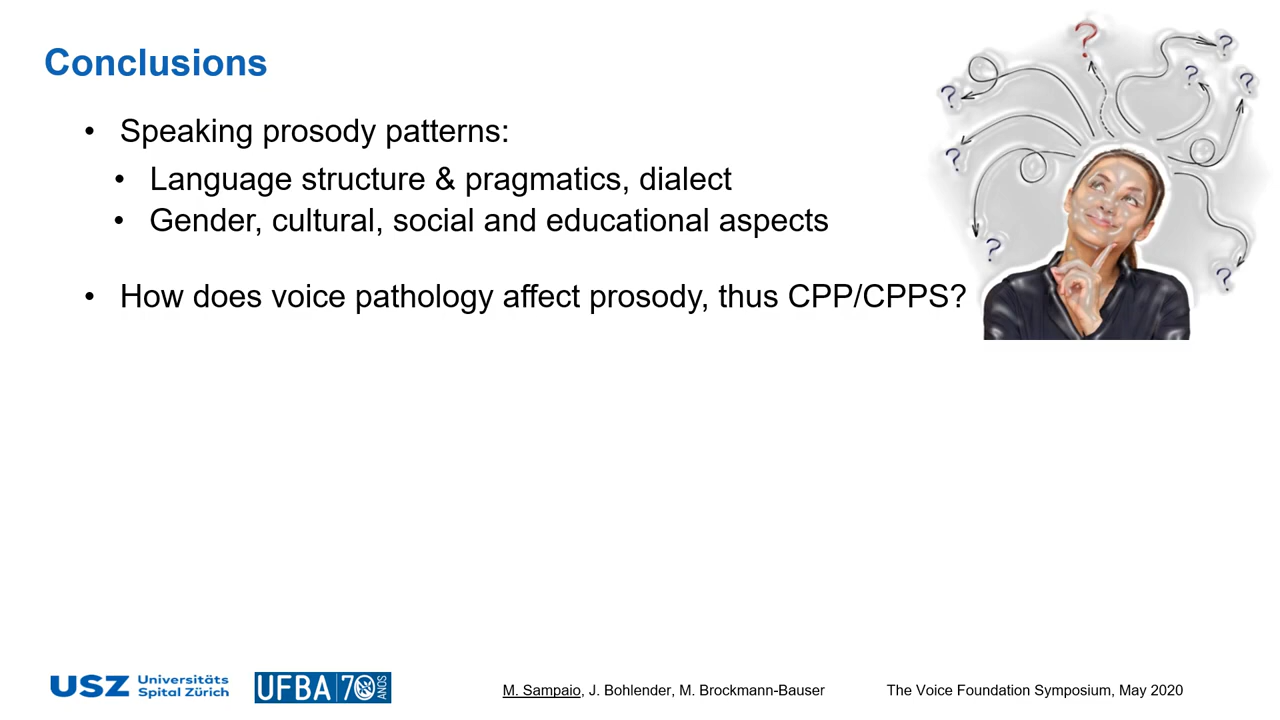 Conclusions
• Speaking prosody patterns:
• Language structure & pragmatics, dialect
• Gender, cultural, social and educational aspects
• How does voice pathology affect prosody, thus CPP/CPPS?
?
?
?
?
?
?
?
?
USZ Universitäts
Spital Zürich
UFBA 70 ANOS
M. Sampaio, J. Bohlender, M. Brockmann-Bauser
The Voice Foundation Symposium, May 2020